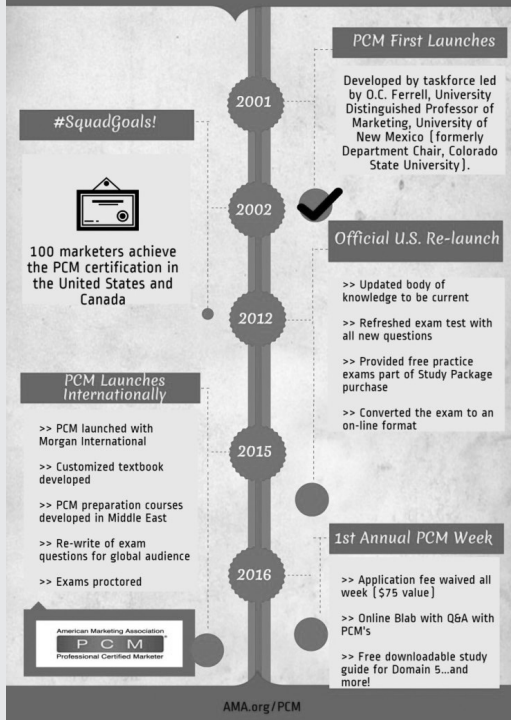 PCM First Launches
2001
Developed by taskforce led
by O.C. Ferrell, University
Distinguished Professor of
Marketing, University of
New Mexico (formerly
Department Chair, Colorado
State University).
#SquadGoals!
2002
100 marketers achieve
the PCM certification in
the United States and
Canada
Official U.S. Re-launch
2012
>> Updated body of
knowledge to be current
>> Refreshed exam test with
all new questions
>> Provided free practice
exams part of Study Package
purchase
>> Converted the exam to an
on-line format
PCM Launches
Internationally
2015
>> PCM launched with
Morgan International
>> Customized textbook
developed
>> PCM preparation courses
developed in Middle East
>> Re-write of exam
questions for global audience
>> Exams proctored
1st Annual PCM Week
2016
>> Application fee waived all
week ($75 value)
>> Online Blab with Q&A with
PCM's
>> Free downloadable study
guide for Domain 5...and
more!
American Marketing Association
PCM
Professional Certified Marketer
AMA.org/PCM